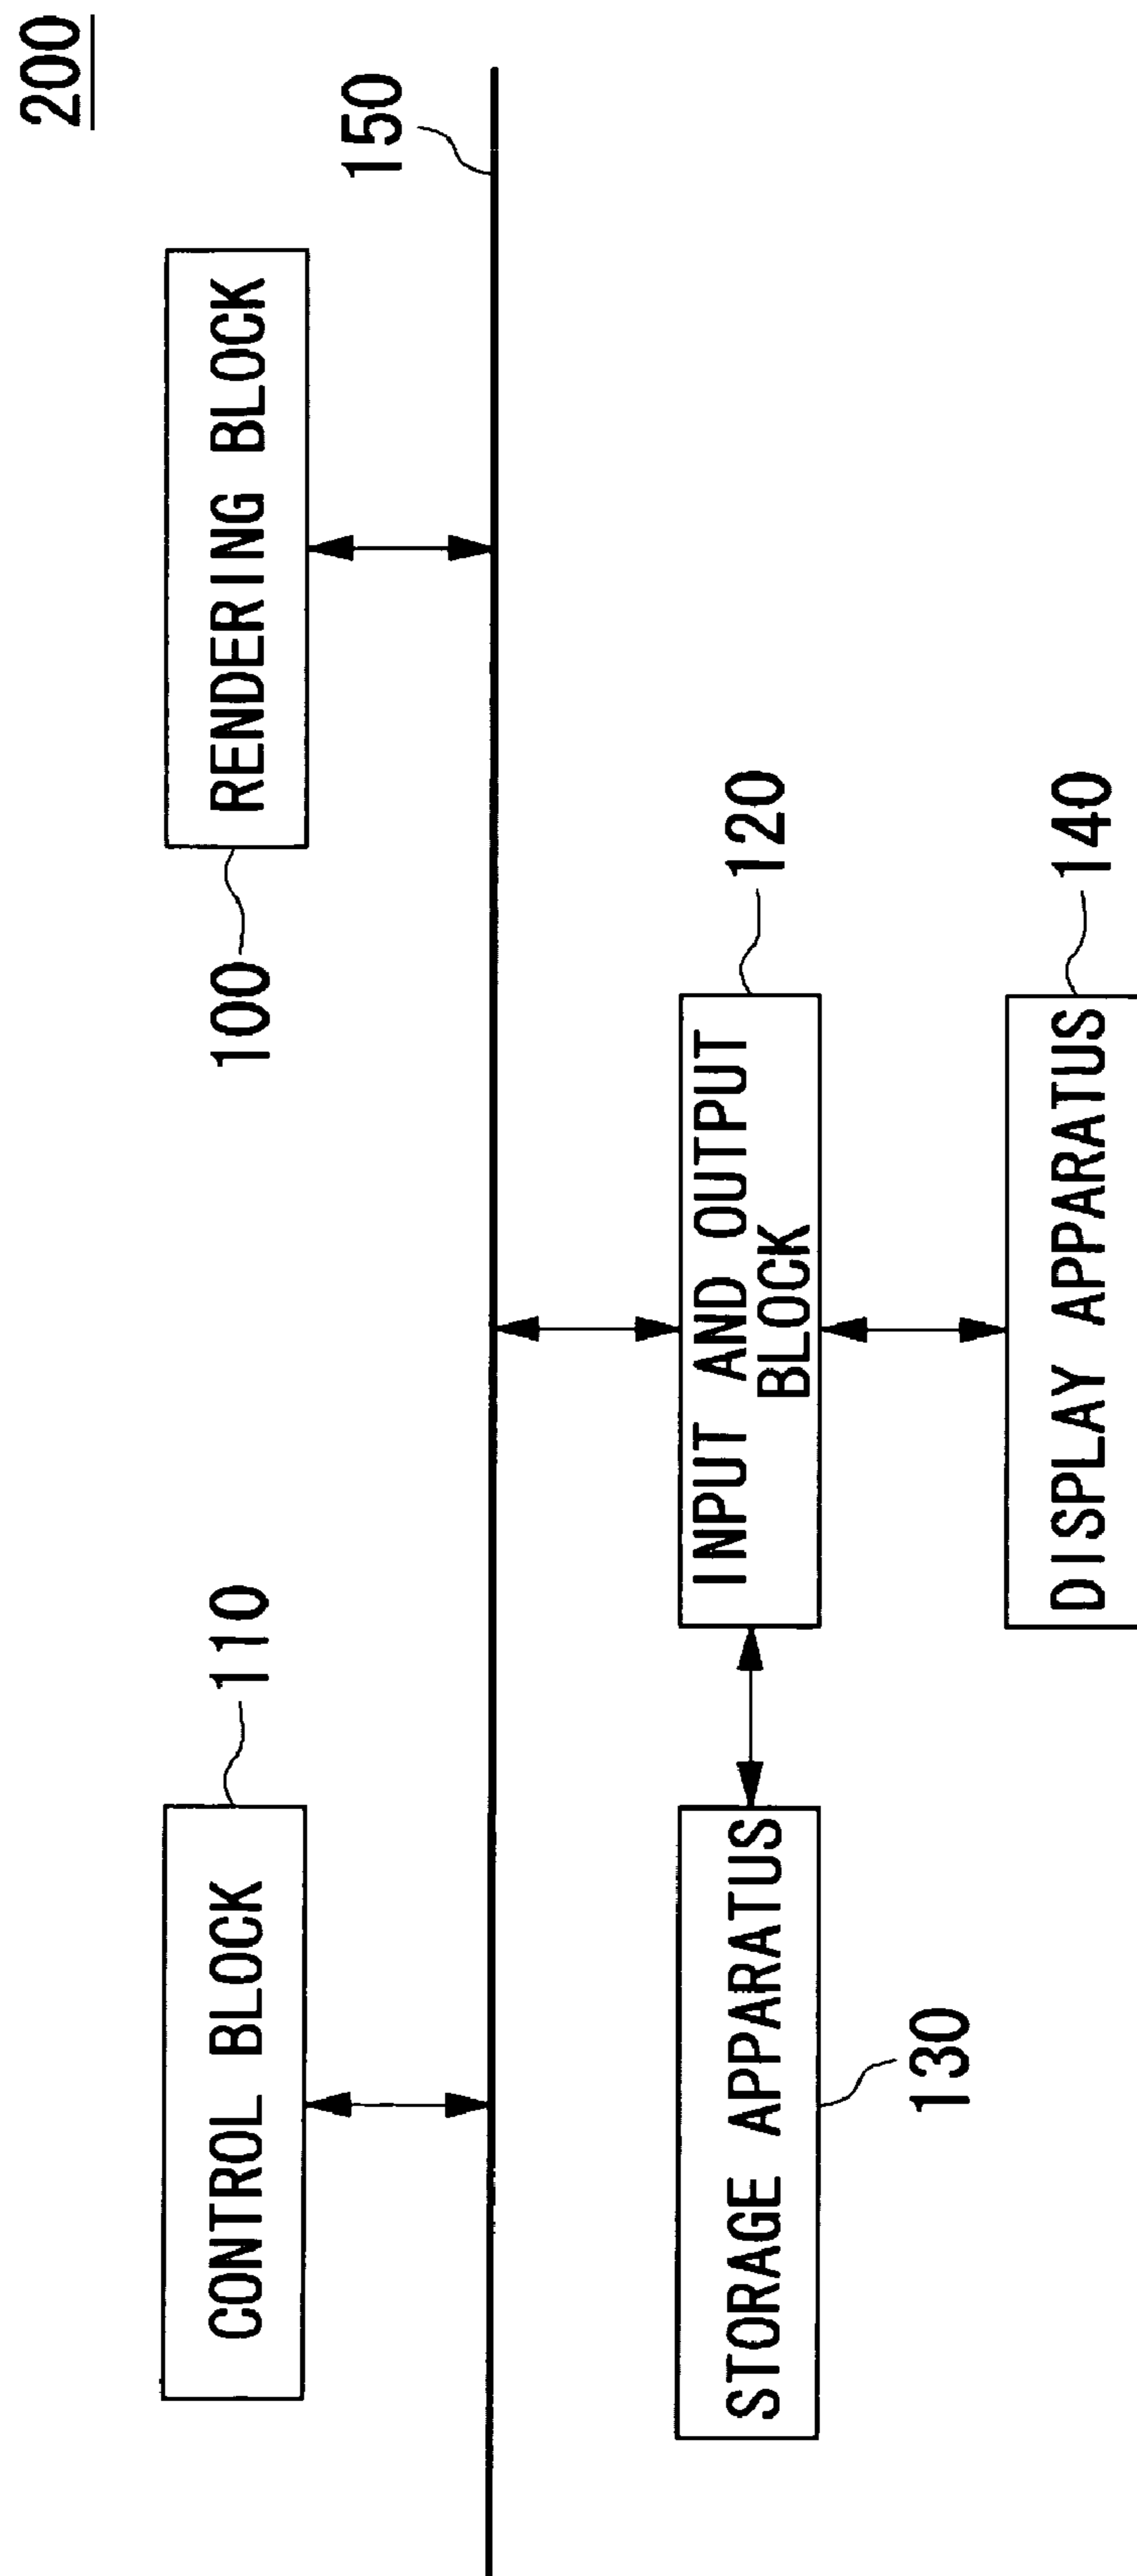 200
150
CONTROL BLOCK
110
RENDERING BLOCK
100
INPUT AND OUTPUT
BLOCK
120
STORAGE APPARATUS
130
DISPLAY APPARATUS
140